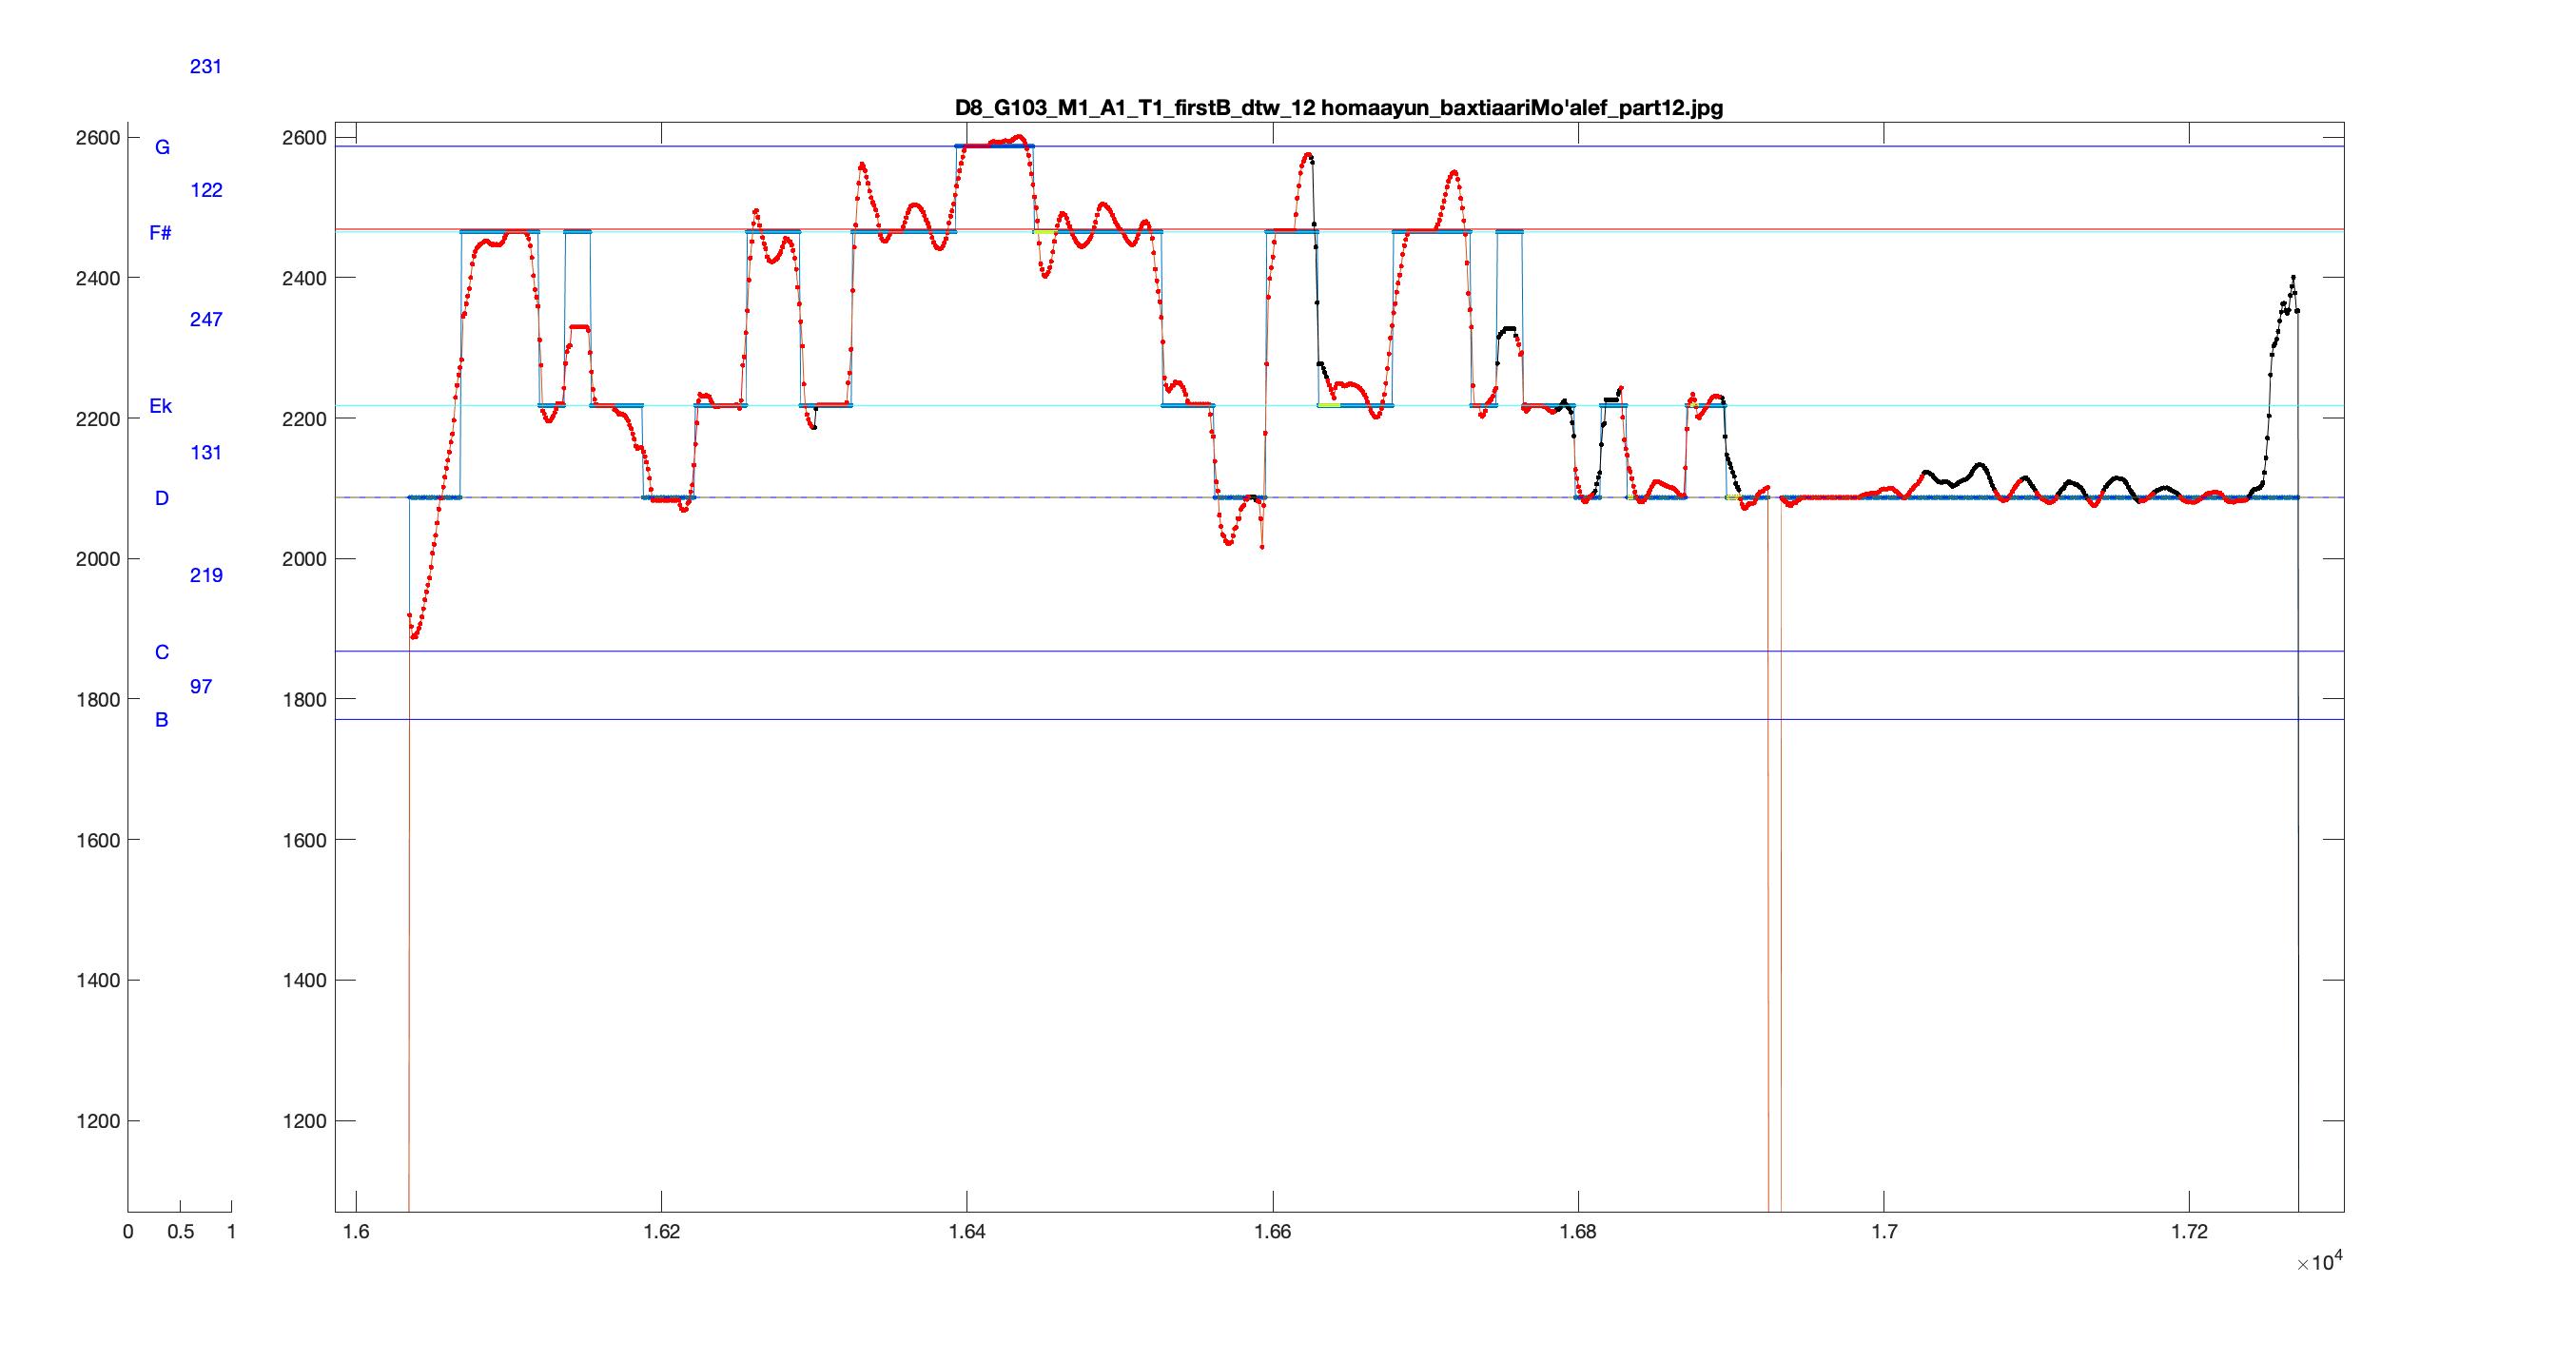 231
D8_G103_M1_A1_T1_firstB_dtw_12 homaayun_baxtiaariMo'alef_part12.jpg
2600 G 2600
122
F#
2400 2400
247
Ek
2200 2200
131
D
2000 2000
219
C
97
1800 1800
B
1600 1600
1400 1400
1200 1200
0 0.5 1 1.6 1.62 1.64 1.66 1.68 1.7 1.72
×10⁴